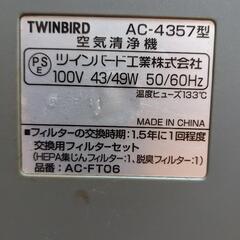 TWINBIRD AC-4357型
空気清浄機
PSE ツインバード工業株式会社
100V 43/49W 50/60Hz
温度ヒューズ133℃
MADE IN CHINA
■フィルターの交換時期:1.5年に1回程度
交換用フィルターセット
(HEPA集じんフィルター:1、脱臭フィルター:1)
品番:AC-FT06